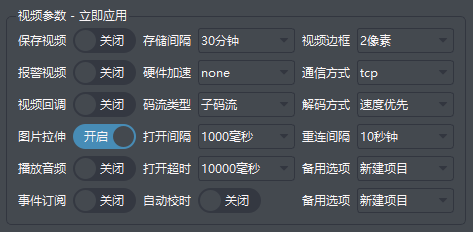 视频参数 - 立即应用
保存视频 关闭 存储间隔 30分钟 视频边框 2像素
报警视频 关闭 硬件加速 none 通信方式 tcp
视频回调 关闭 码流类型 子码流 解码方式 速度优先
图片拉伸 开启 打开间隔 1000毫秒 重连间隔 10秒钟
播放音频 关闭 打开超时 10000毫秒 备用选项 新建项目
事件订阅 关闭 自动校时 关闭 备用选项 新建项目